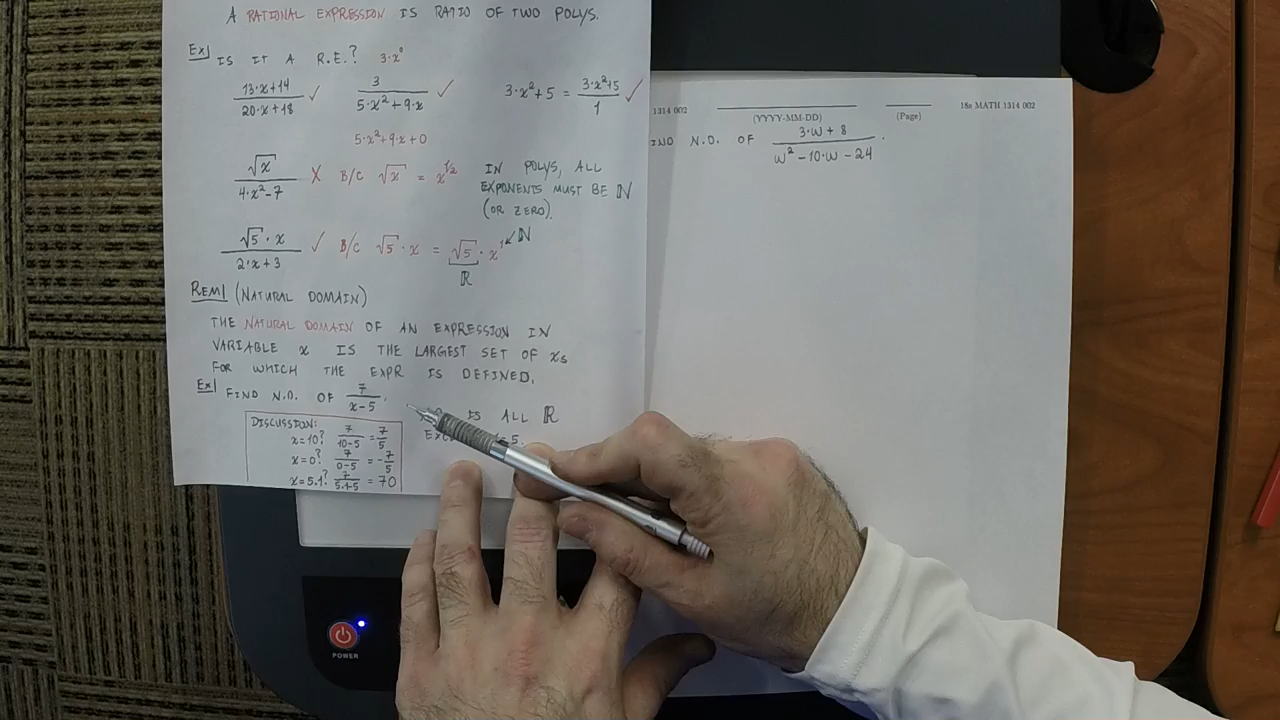 A RATIONAL EXPRESSION IS RATIO OF TWO POLYS.
Ex| IS IT A R.E.? 3·x⁰
(13·x+14)/(20·x+18) ✓ 3/(5·x²+9·x) ✓ 3·x²+5 = (3·x²+5)/1 ✓
5·x²+9·x+0
√x/(4·x²-7) X B/C √x = x^(1/2) IN POLYS, ALL
EXPONENTS MUST BE ℕ
(OR ZERO).
(√5·x)/(2·x+3) ✓ B/C √5·x = √5·x¹ ℕ
ℝ
REM| (NATURAL DOMAIN)
THE NATURAL DOMAIN OF AN EXPRESSION IN
VARIABLE x IS THE LARGEST SET OF xs
FOR WHICH THE EXPR IS DEFINED.
Ex| FIND N.D. OF 7/(x-5).
IS ALL ℝ
DISCUSSION:
x=10? 7/(10-5) = 7/5
x=0? 7/(0-5) = -7/5
x=5.1? 7/(5.1-5) = 70
1314 002 (YYYY-MM-DD) (Page) 18s MATH 1314 002
IND N.D. OF (3·w+8)/(w²-10·w-24).
POWER